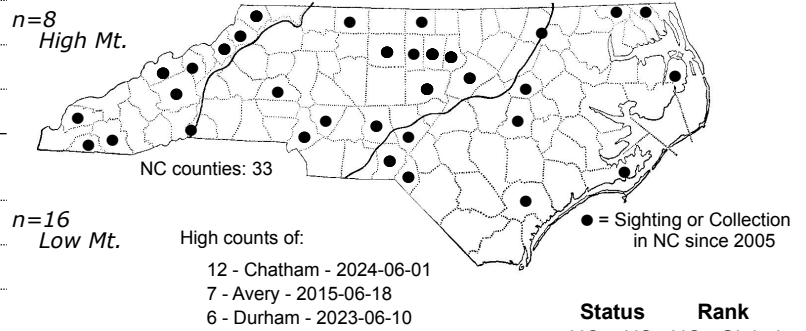 n=8
High Mt.
NC counties: 33
n=16
Low Mt.
● = Sighting or Collection
in NC since 2005
High counts of:
12 - Chatham - 2024-06-01
7 - Avery - 2015-06-18
6 - Durham - 2023-06-10
Status Rank